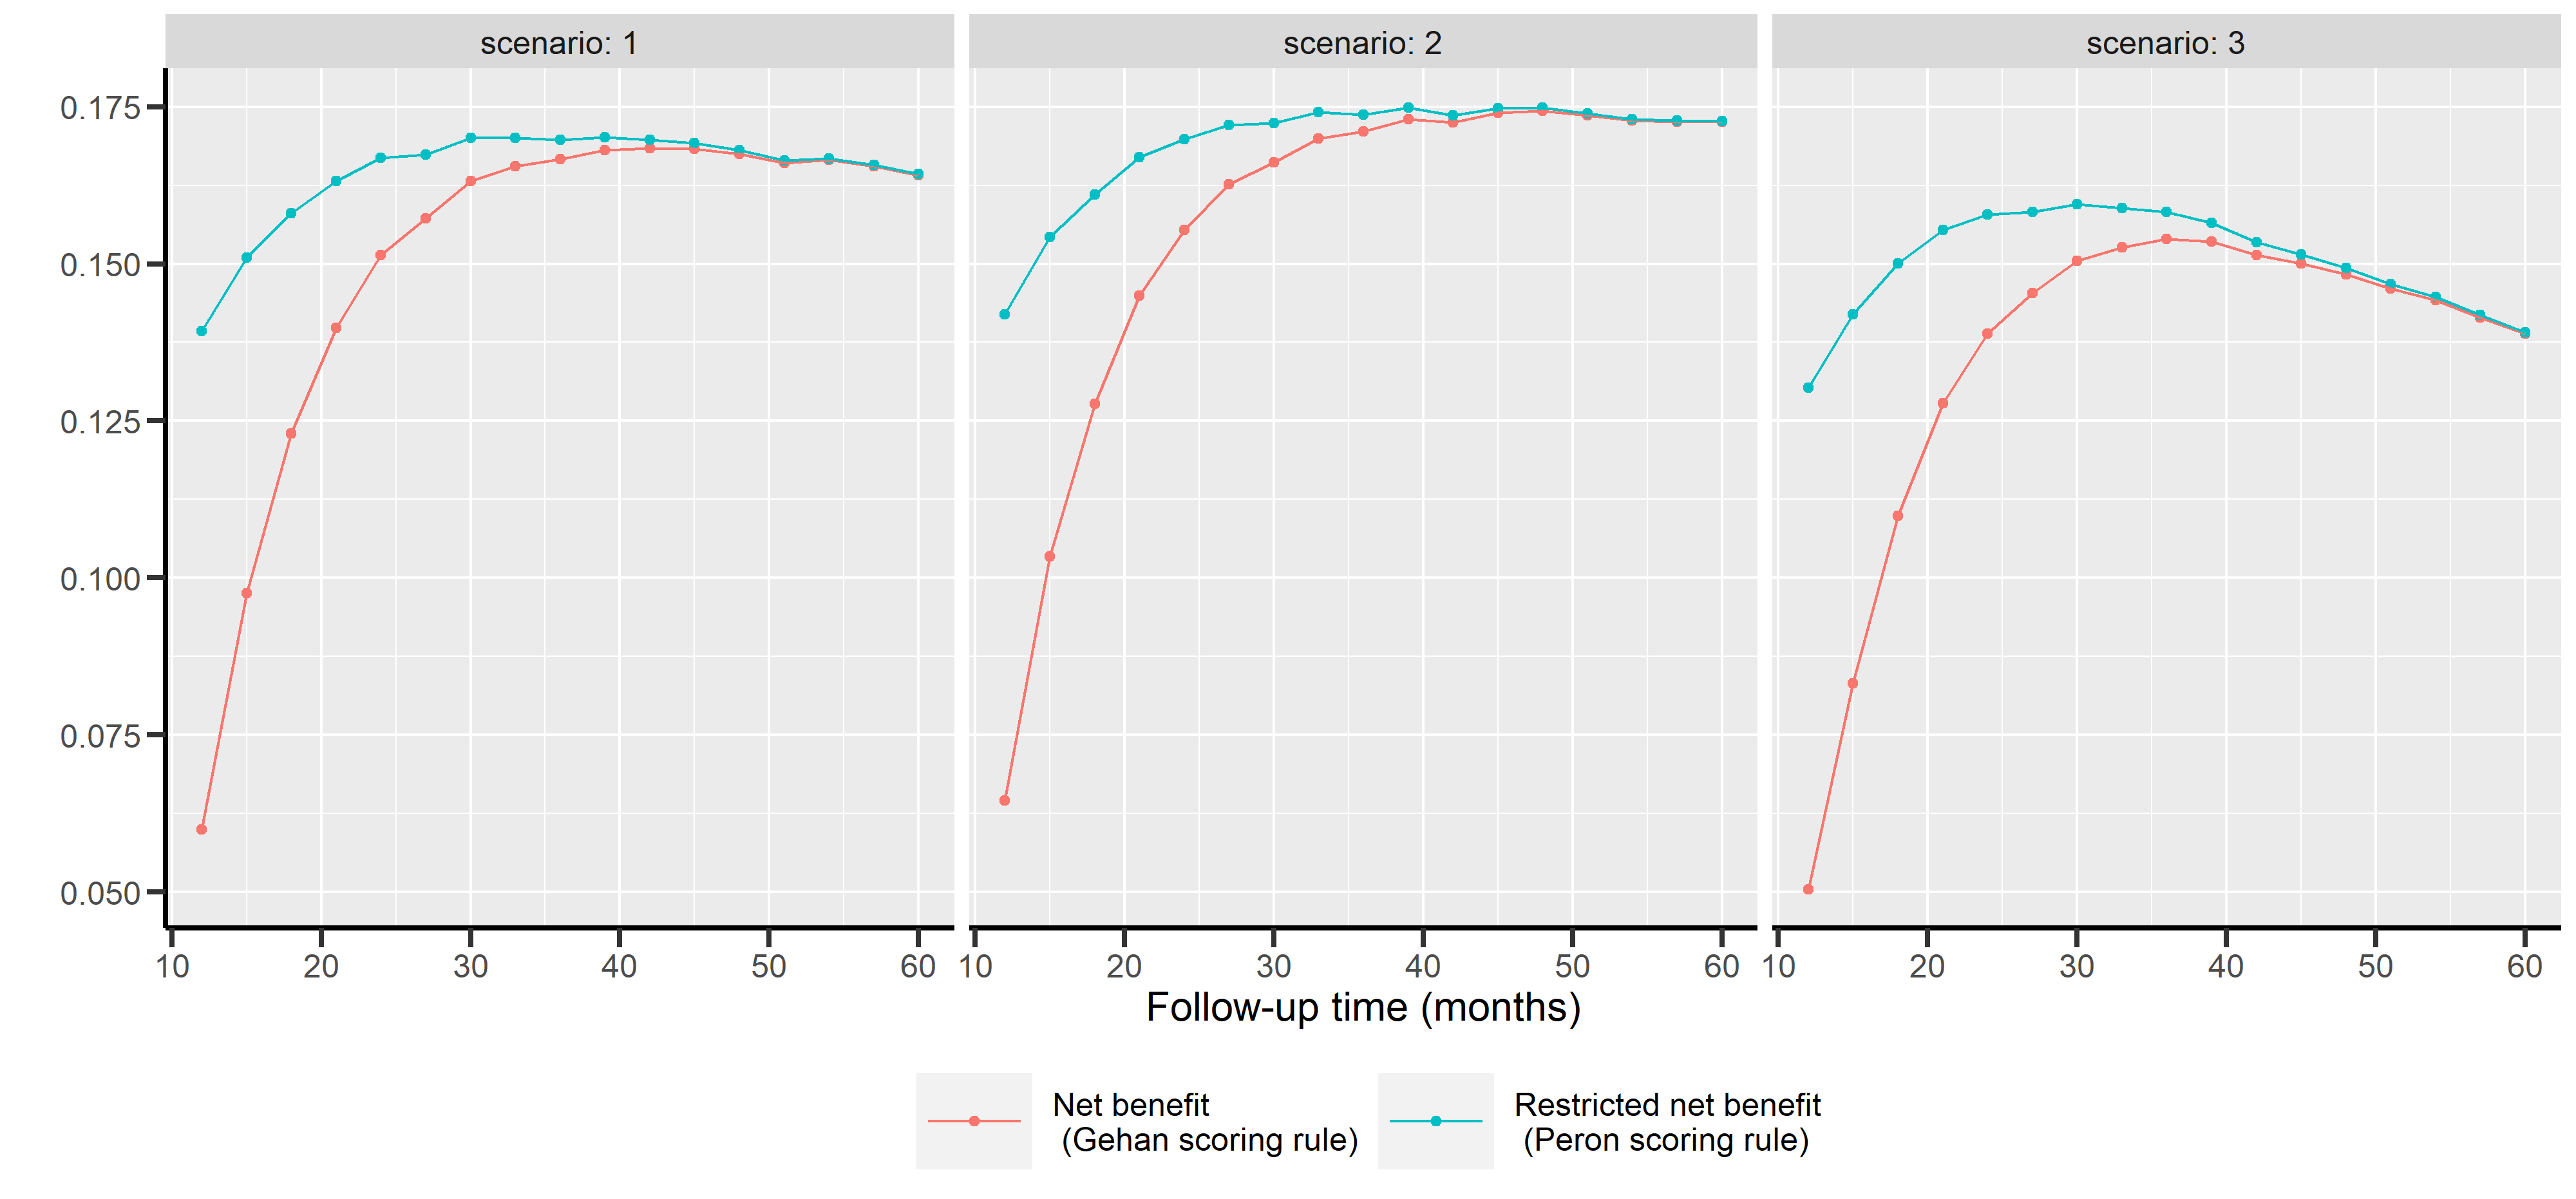 scenario: 1
scenario: 2
scenario: 3
0.175
0.150
0.125
0.100
0.075
0.050
10 20 30 40 50 60
10 20 30 40 50 60
10 20 30 40 50 60
Follow-up time (months)
Net benefit
(Gehan scoring rule)
Restricted net benefit
(Peron scoring rule)